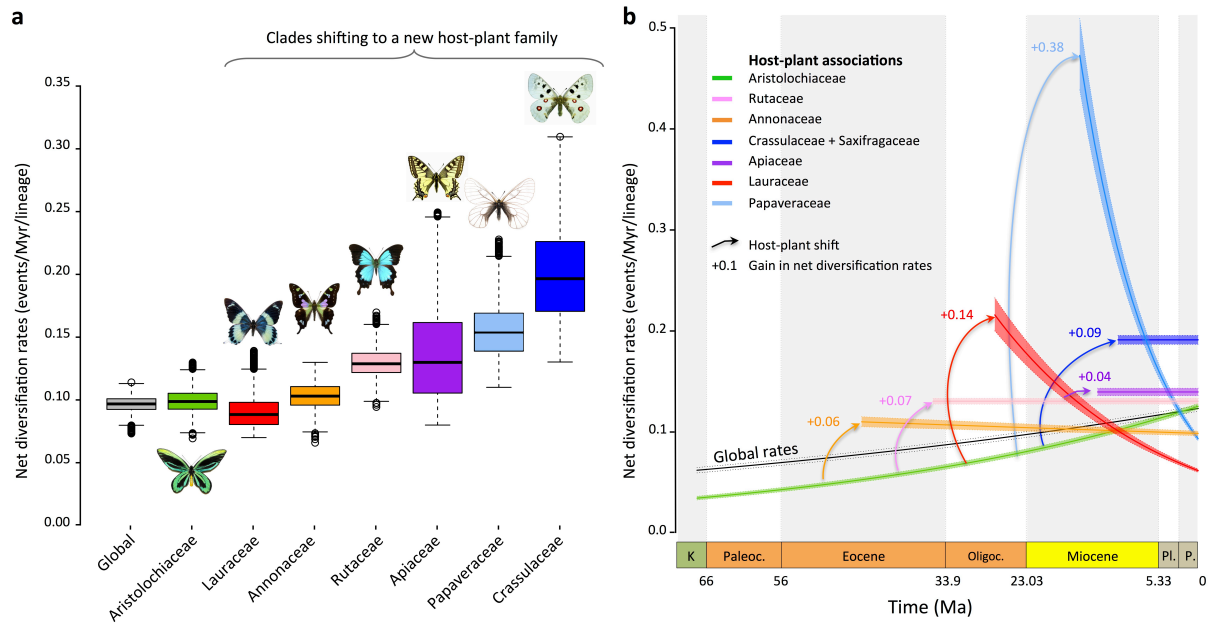 a
Clades shifting to a new host-plant family
Net diversifiation rates (events/Myr/lineage)
0.35
0.30
0.25
0.20
0.15
0.10
0.05
0.00
Global
Aristolochiaceae
Lauraceae
Annonaceae
Rutaceae
Apiaceae
Papaveraceae
Crassulaceae
b
Net diversifiation rates (events/Myr/lineage)
0.5
0.4
0.3
0.2
0.1
0.0
Host-plant associations
Aristolochiaceae
Rutaceae
Annonaceae
Crassulaceae + Saxifragaceae
Apiaceae
Lauraceae
Papaveraceae
Host-plant shift
+0.1 Gain in net diversification rates
+0.38
+0.14
+0.09
+0.04
+0.07
+0.06
Global rates
K
Paleoc.
Eocene
Oligoc.
Miocene
Pl.
P.
66
56
33.9
23.03
5.33
0
Time (Ma)